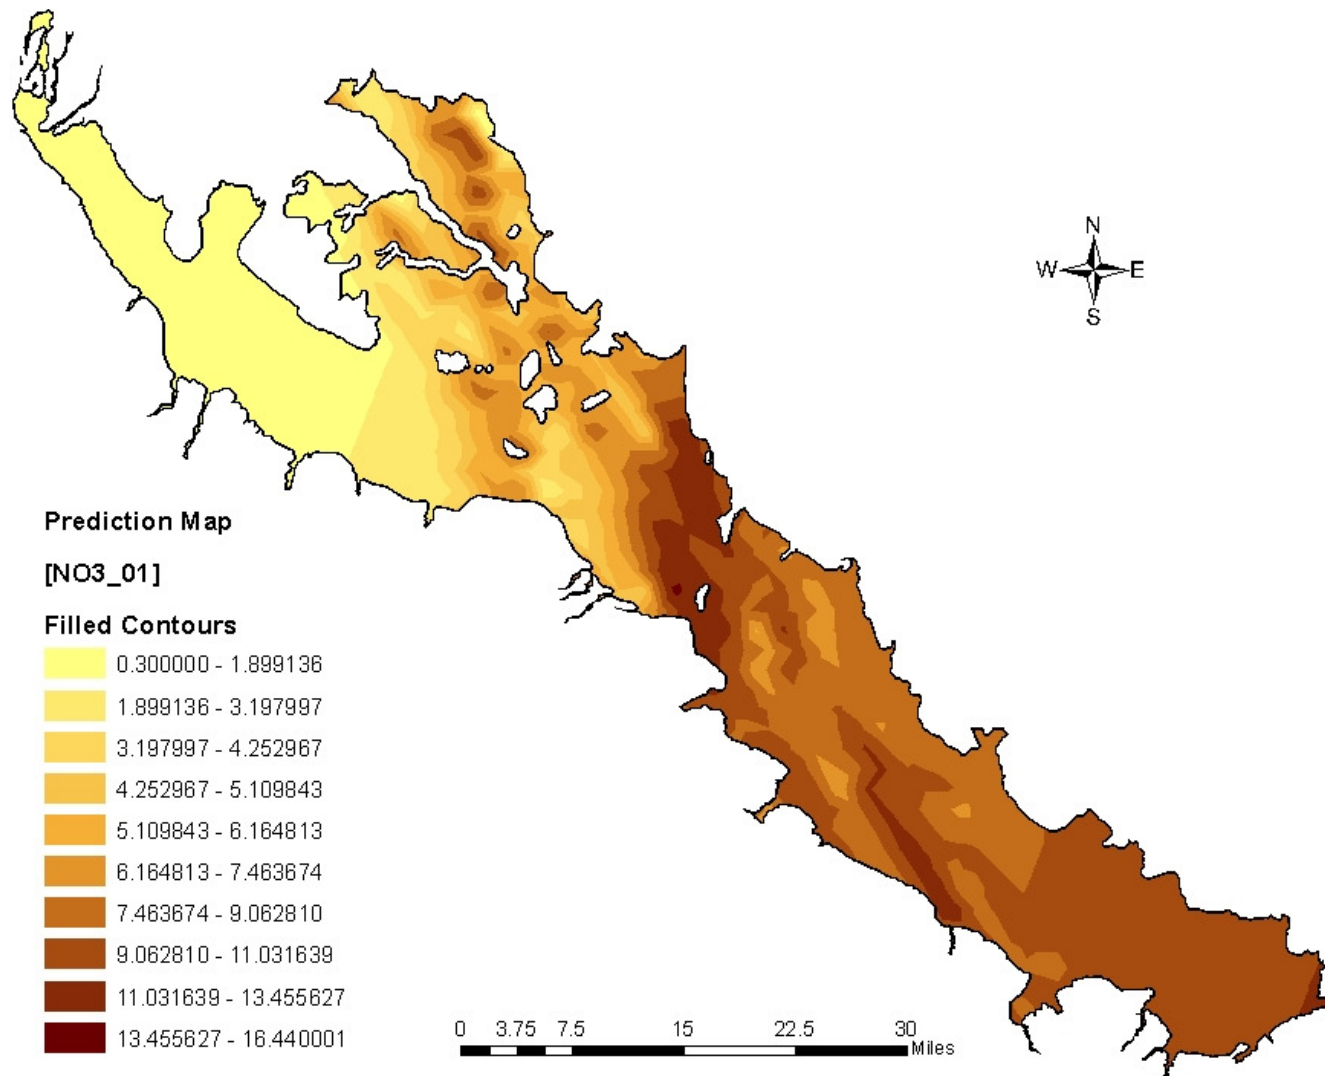 N
W E
S
Prediction Map
[NO3_01]
Filled Contours
0.300000 - 1.899136
1.899136 - 3.197997
3.197997 - 4.252967
4.252967 - 5.109843
5.109843 - 6.164813
6.164813 - 7.463674
7.463674 - 9.062810
9.062810 - 11.031639
11.031639 - 13.455627
13.455627 - 16.440001
0 3.75 7.5 15 22.5 30
Miles